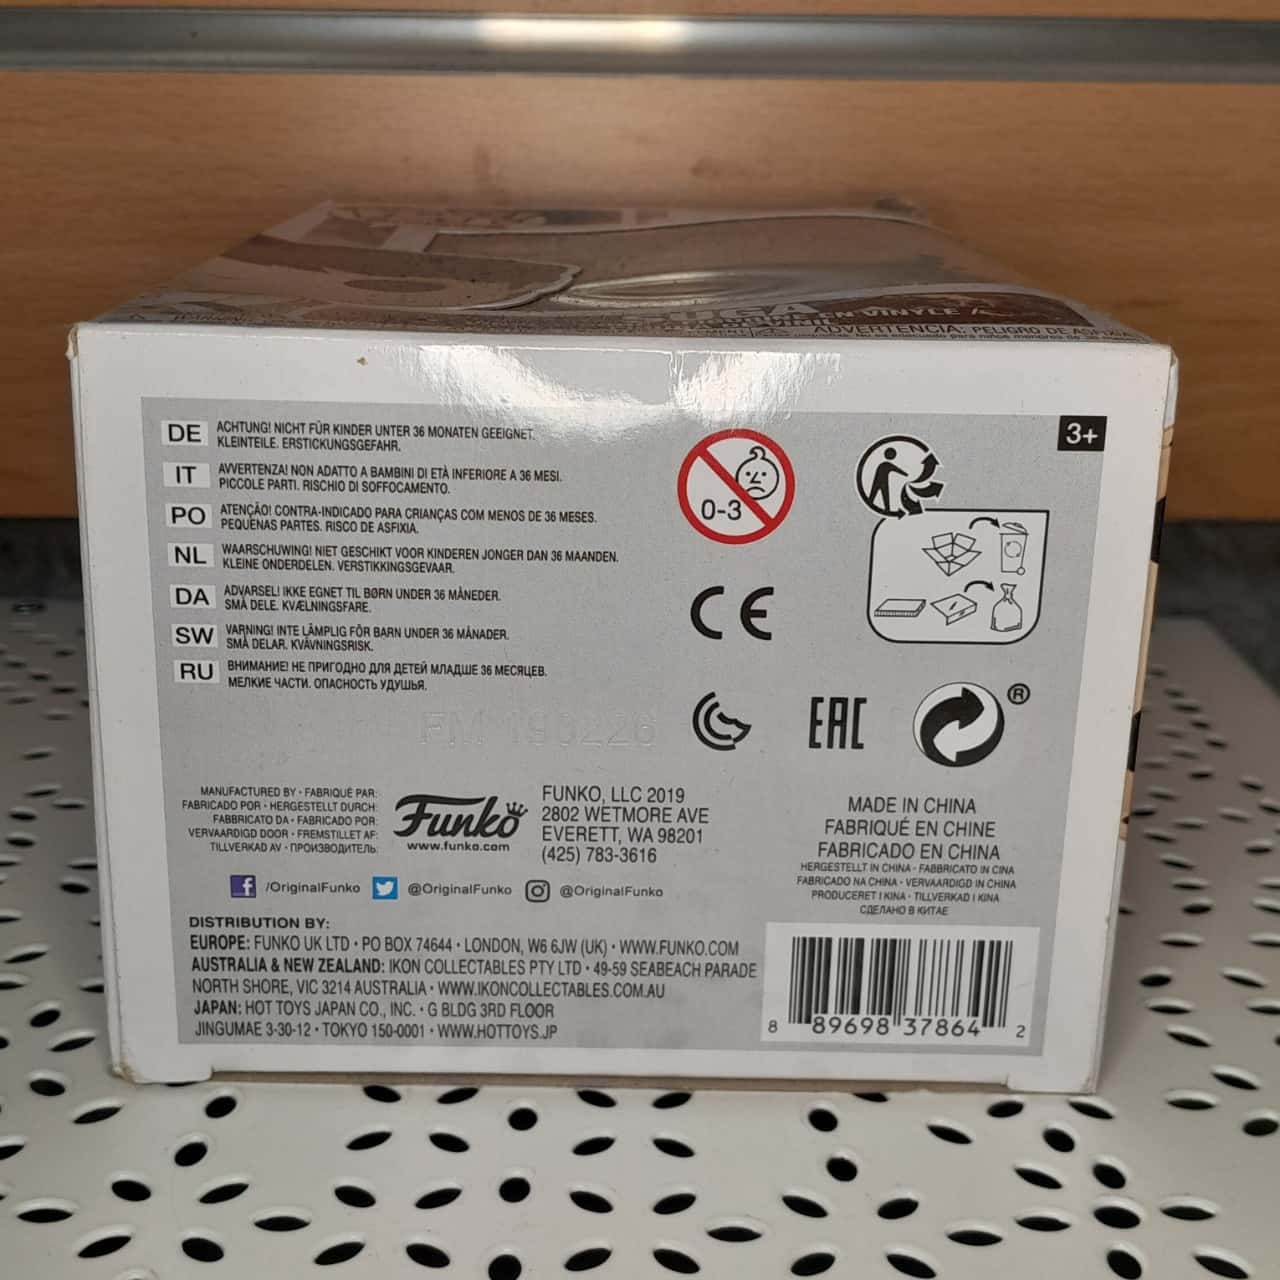 SUGA
FIGURINE EN VINYLE /
ADVERTENCIA: PELIGRO DE ASFIXIA
DE ACHTUNG! NICHT FÜR KINDER UNTER 36 MONATEN GEEIGNET.
KLEINTEILE. ERSTICKUNGSGEFAHR.
IT AVVERTENZA! NON ADATTO A BAMBINI DI ETÀ INFERIORE A 36 MESI.
PICCOLE PARTI. RISCHIO DI SOFFOCAMENTO.
PO ATENÇÃO! CONTRA-INDICADO PARA CRIANÇAS COM MENOS DE 36 MESES.
PEQUENAS PARTES. RISCO DE ASFIXIA.
NL WAARSCHUWING! NIET GESCHIKT VOOR KINDEREN JONGER DAN 36 MAANDEN.
KLEINE ONDERDELEN. VERSTIKKINGSGEVAAR.
DA ADVARSEL! IKKE EGNET TIL BØRN UNDER 36 MÅNEDER.
SMÅ DELE. KVÆLNINGSFARE.
SW VARNING! INTE LÄMPLIG FÖR BARN UNDER 36 MÅNADER.
SMÅ DELAR. KVÄVNINGSRISK.
RU ВНИМАНИЕ! НЕ ПРИГОДНО ДЛЯ ДЕТЕЙ МЛАДШЕ 36 МЕСЯЦЕВ.
МЕЛКИЕ ЧАСТИ. ОПАСНОСТЬ УДУШЬЯ.
0-3
3+
CE
EAC
®
FM 190226
MANUFACTURED BY • FABRIQUÉ PAR:
FABRICADO POR • HERGESTELLT DURCH:
FABBRICATO DA • FABRICADO POR:
VERVAARDIGD DOOR • FREMSTILLET AF:
TILLVERKAD AV • ПРОИЗВОДИТЕЛЬ:
Funko
www.funko.com
FUNKO, LLC 2019
2802 WETMORE AVE
EVERETT, WA 98201
(425) 783-3616
MADE IN CHINA
FABRIQUÉ EN CHINE
FABRICADO EN CHINA
HERGESTELLT IN CHINA • FABBRICATO IN CINA
FABRICADO NA CHINA • VERVAARDIGD IN CHINA
PRODUCERET I KINA • TILLVERKAD I KINA
СДЕЛАНО В КИТАЕ
/OriginalFunko @OriginalFunko @OriginalFunko
DISTRIBUTION BY:
EUROPE: FUNKO UK LTD • PO BOX 74644 • LONDON, W6 6JW (UK) • WWW.FUNKO.COM
AUSTRALIA & NEW ZEALAND: IKON COLLECTABLES PTY LTD • 49-59 SEABEACH PARADE
NORTH SHORE, VIC 3214 AUSTRALIA • WWW.IKONCOLLECTABLES.COM.AU
JAPAN: HOT TOYS JAPAN CO., INC. • G BLDG 3RD FLOOR
JINGUMAE 3-30-12 • TOKYO 150-0001 • WWW.HOTTOYS.JP
8 89698 37864 2